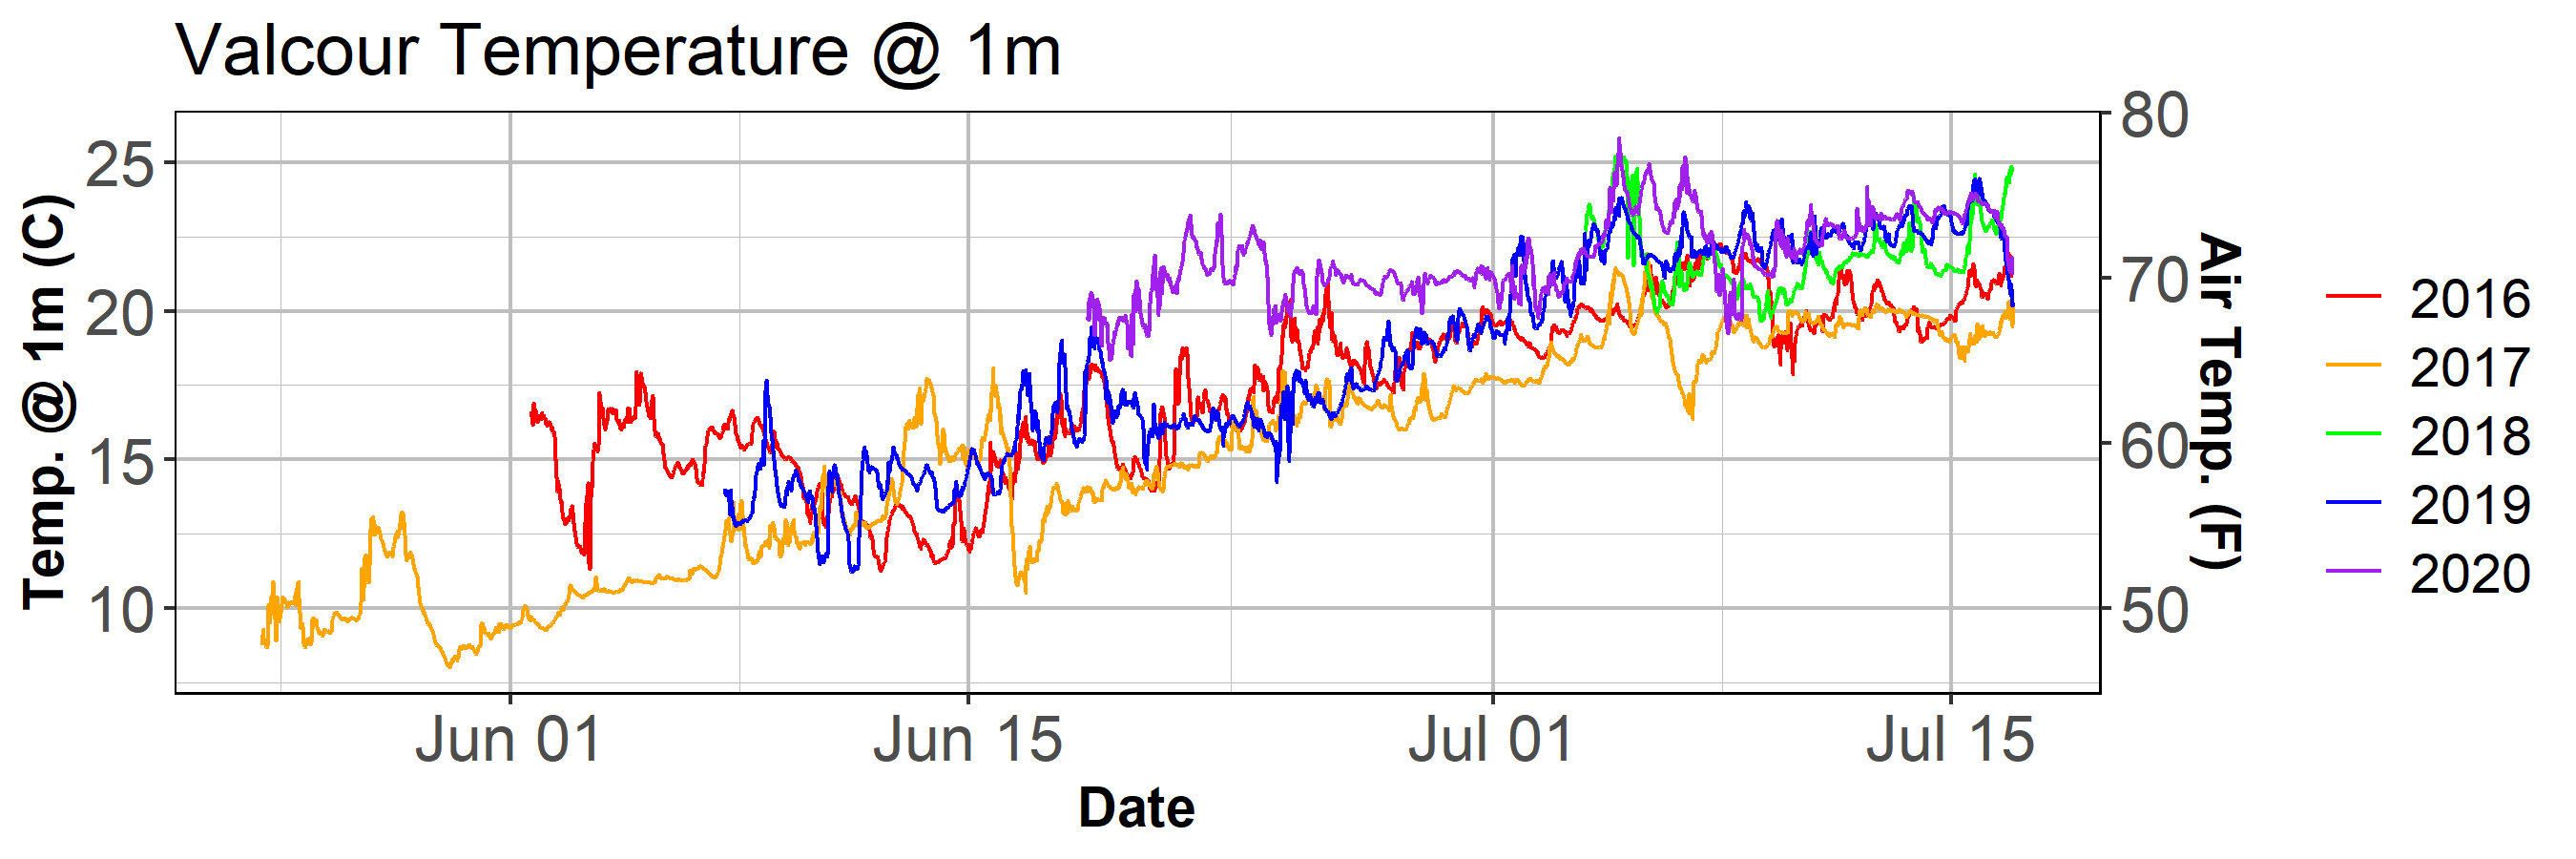 Valcour Temperature @ 1m
Temp. @ 1m (C)
25
20
15
10
80
70
60
50
Air Temp. (F)
Jun 01
Jun 15
Jul 01
Jul 15
Date
2016
2017
2018
2019
2020